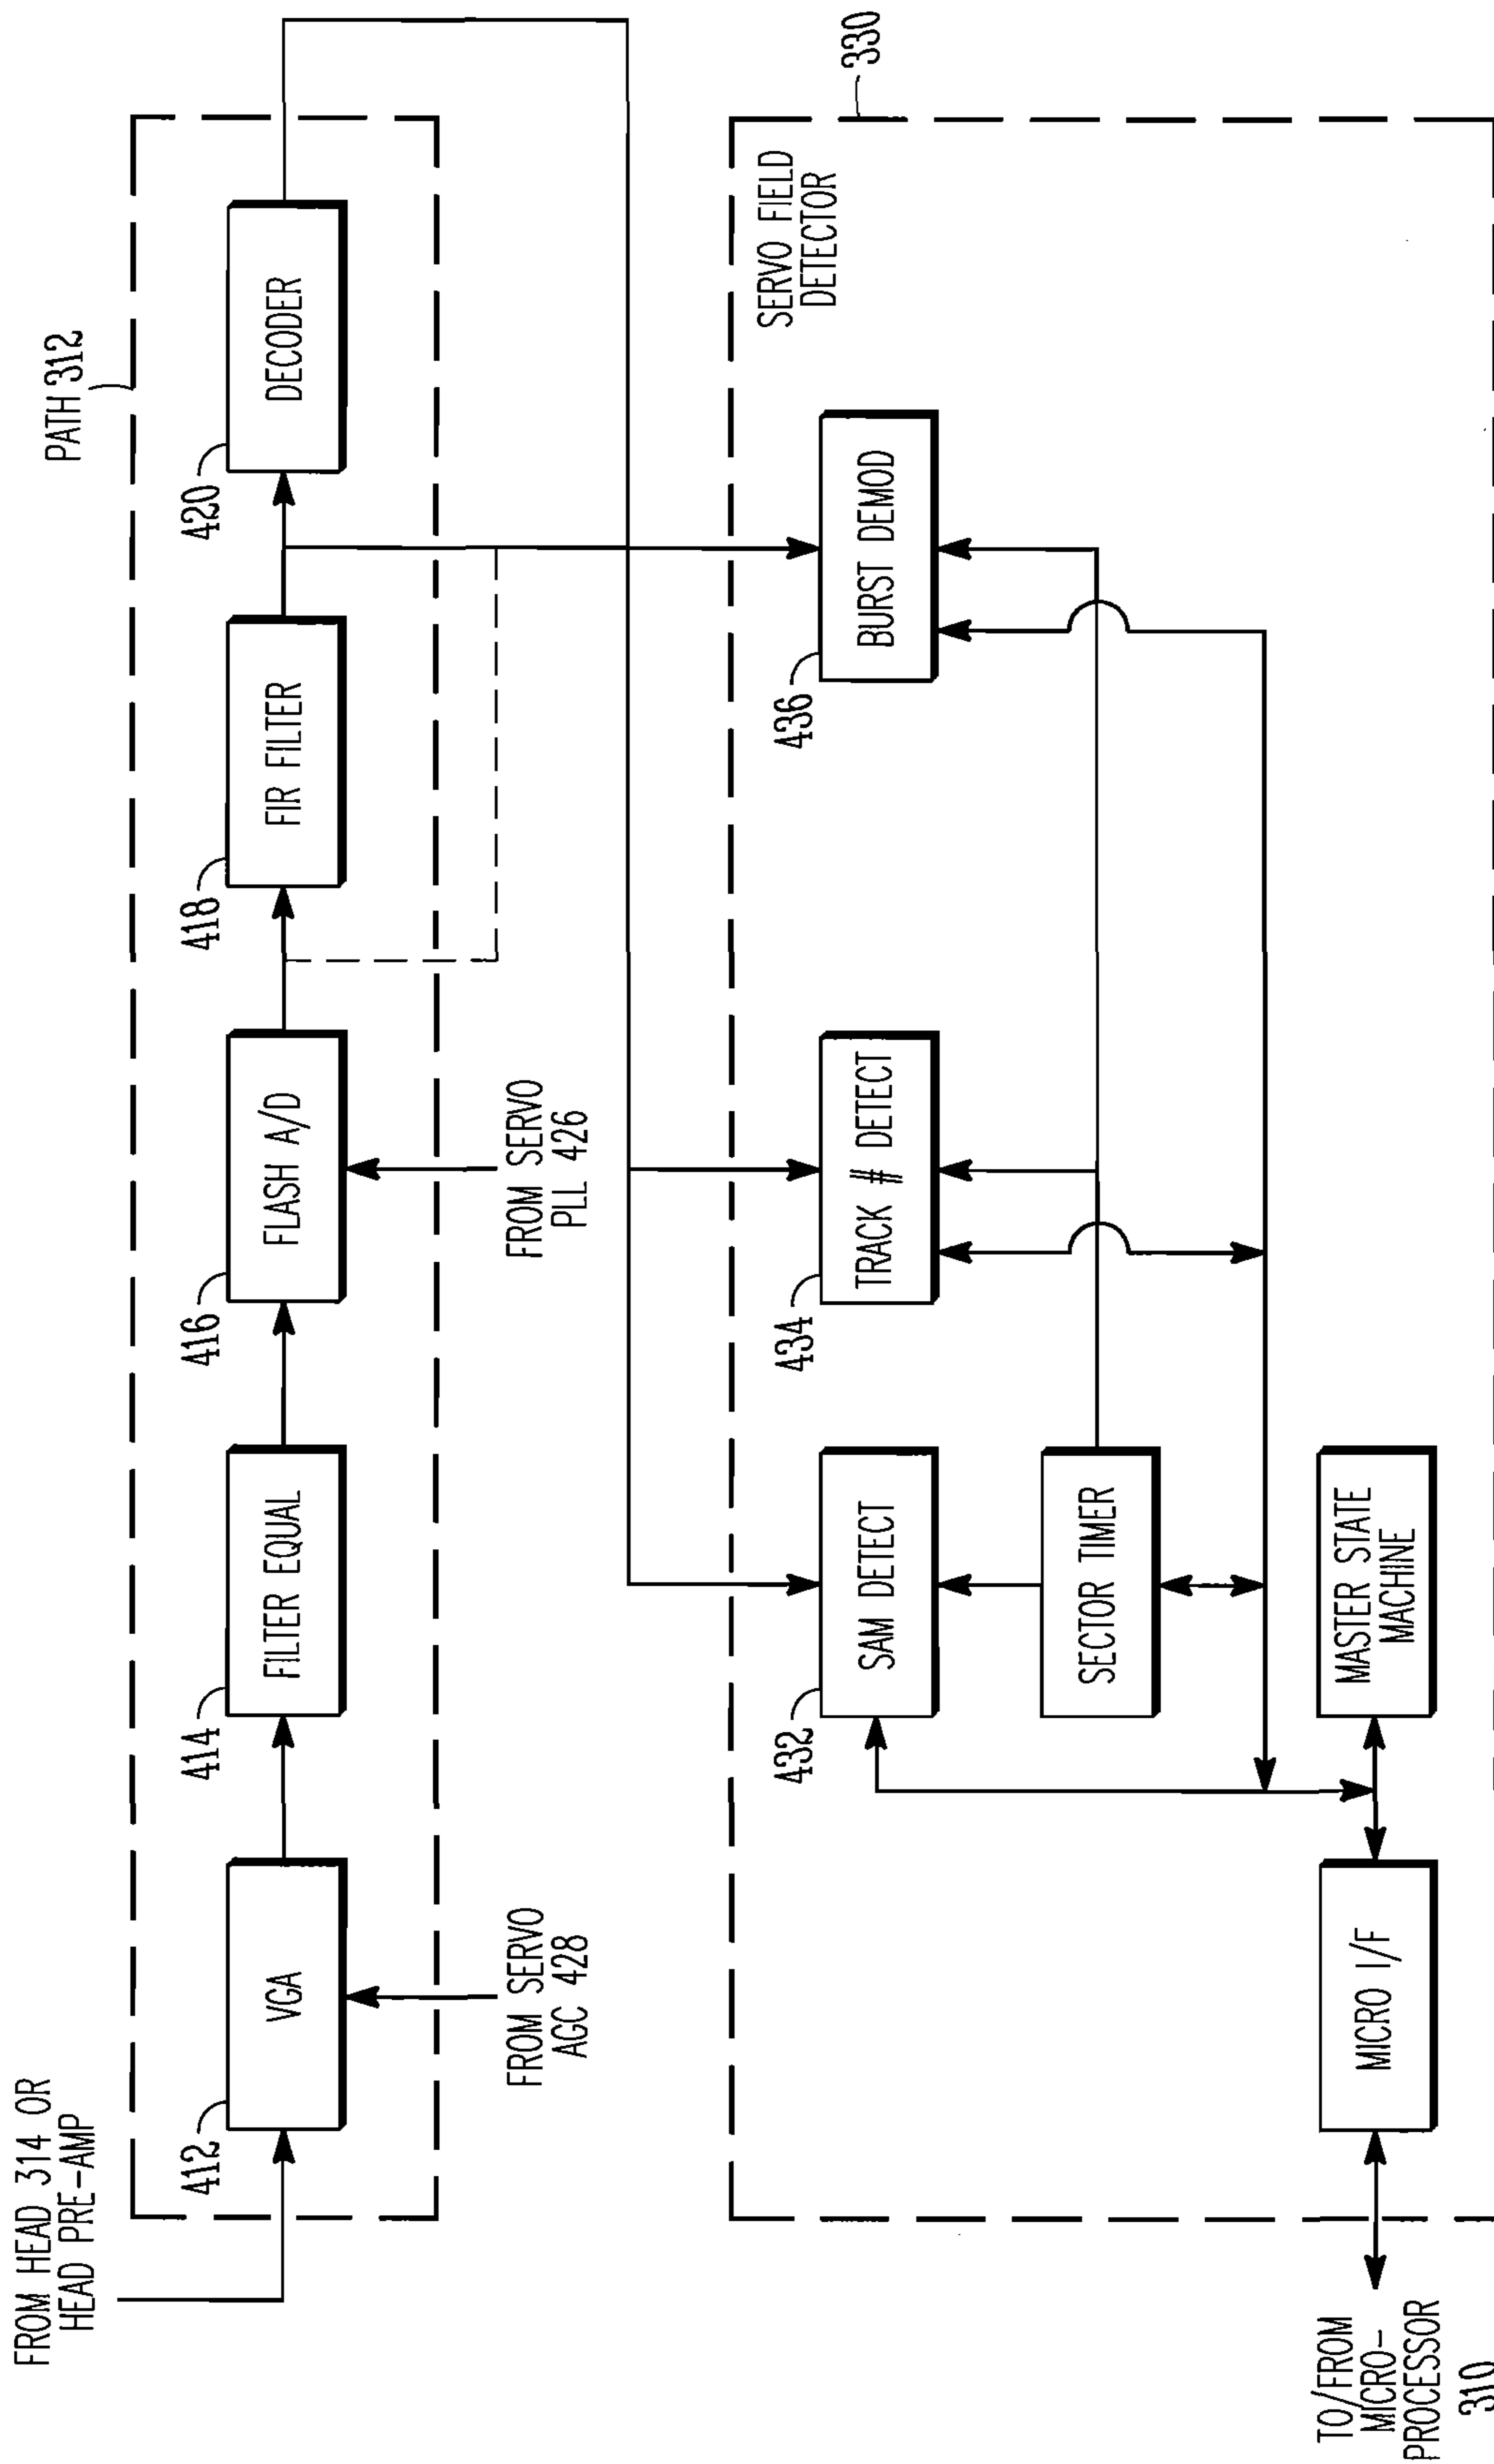 FROM HEAD 314 OR
HEAD PRE-AMP
PATH 312
412
VGA
414
FILTER EQUAL
416
FLASH A/D
418
FIR FILTER
420
DECODER
FROM SERVO
AGC 428
FROM SERVO
PLL 426
330
SERVO FIELD
DETECTOR
432
SAM DETECT
434
TRACK # DETECT
436
BURST DEMOD
SECTOR TIMER
MICRO I/F
MASTER STATE
MACHINE
TO/FROM
MICRO-
PROCESSOR
310